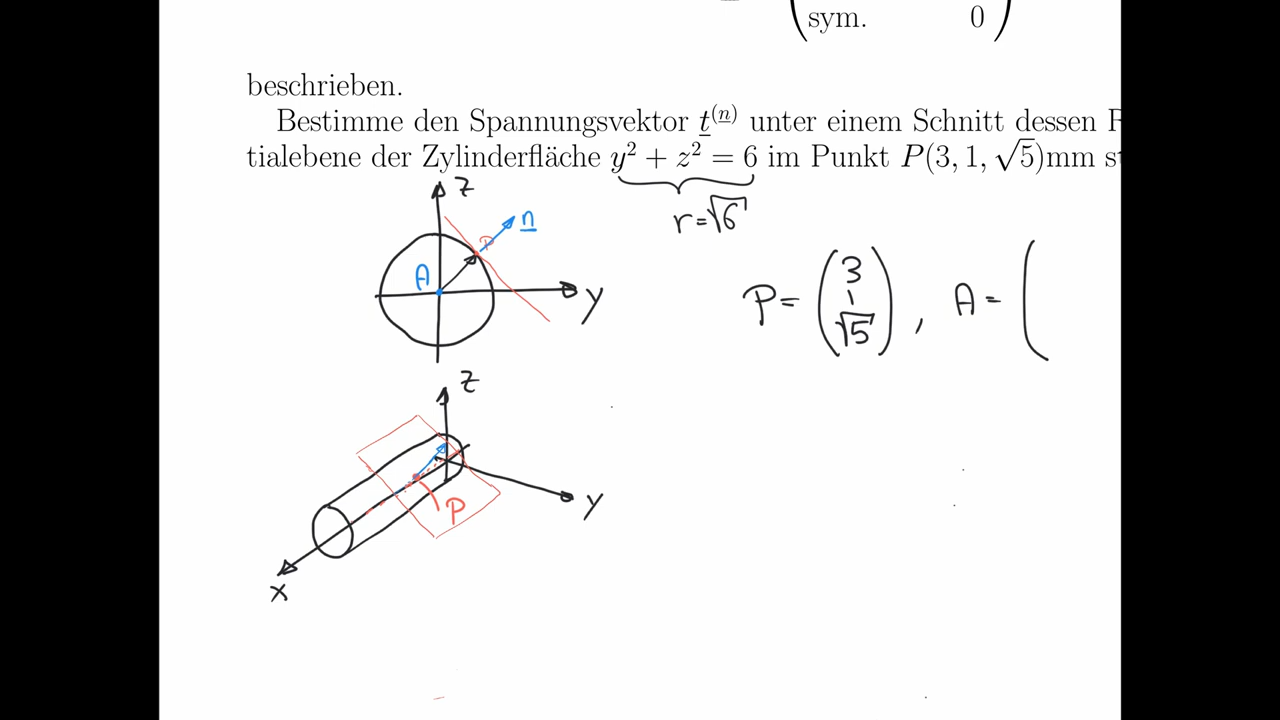 sym. 0
beschrieben.
Bestimme den Spannungsvektor t^(n) unter einem Schnitt dessen
tialebene der Zylinderfläche y² + z² = 6 im Punkt P(3, 1, √5)mm
z
r=√6
P
n
A
y
P = (3 1 √5), A = (
z
P
y
x